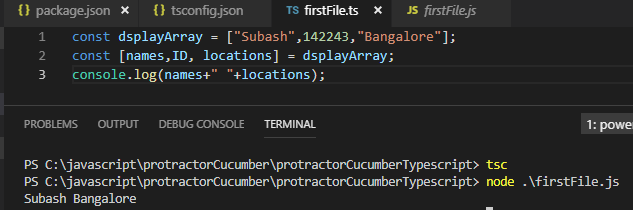 package.json tsconfig.json TS firstFile.ts JS firstFile.js
1 const dsplayArray = ["Subash",142243,"Bangalore"];
2 const [names,ID, locations] = dsplayArray;
3 console.log(names+" "+locations);
PROBLEMS OUTPUT DEBUG CONSOLE TERMINAL 1: power
PS C:\javascript\protractorCucumber\protractorCucumberTypescript> tsc
PS C:\javascript\protractorCucumber\protractorCucumberTypescript> node .\firstFile.js
Subash Bangalore